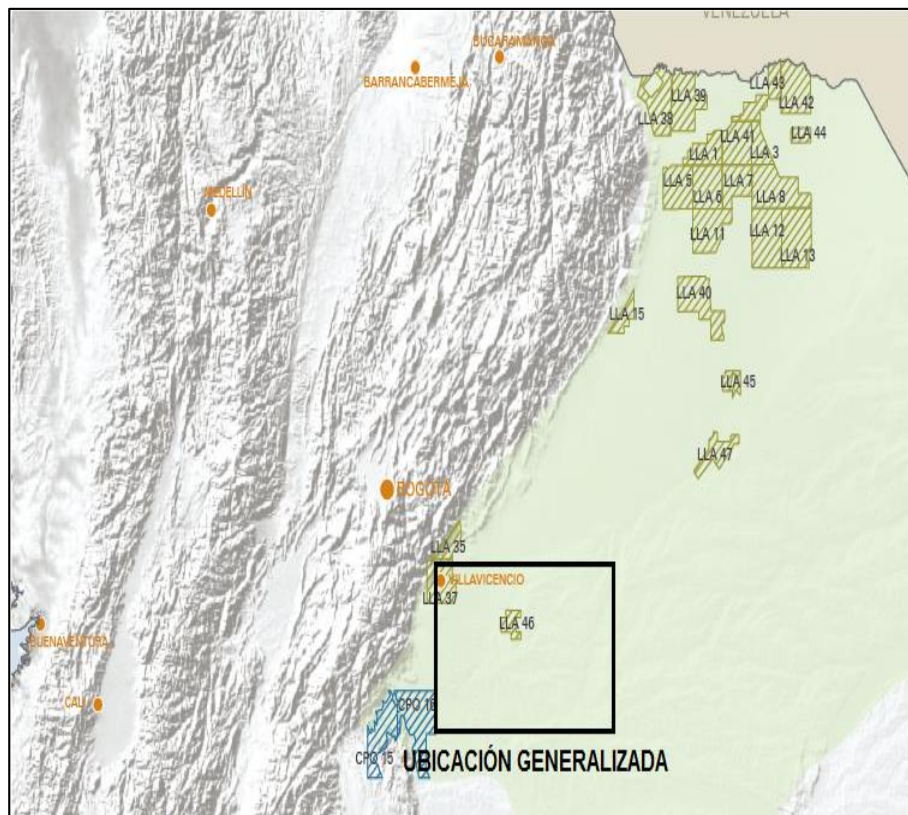 VENEZUELA
BUCARAMANGA
BARRANCABERMEJA
LLA 43
LLA 39
LLA 42
LLA 38
LLA 41
LLA 44
LLA 1
LLA 3
LLA 5
LLA 7
MEDELLÍN
LLA 6
LLA 8
LLA 11
LLA 12
LLA 13
LLA 40
LLA 15
LLA 45
LLA 47
BOGOTÁ
LLA 35
VILLAVICENCIO
LLA 37
LLA 46
BUENAVENTURA
CALI
CPO 16
CPO 15
UBICACIÓN GENERALIZADA